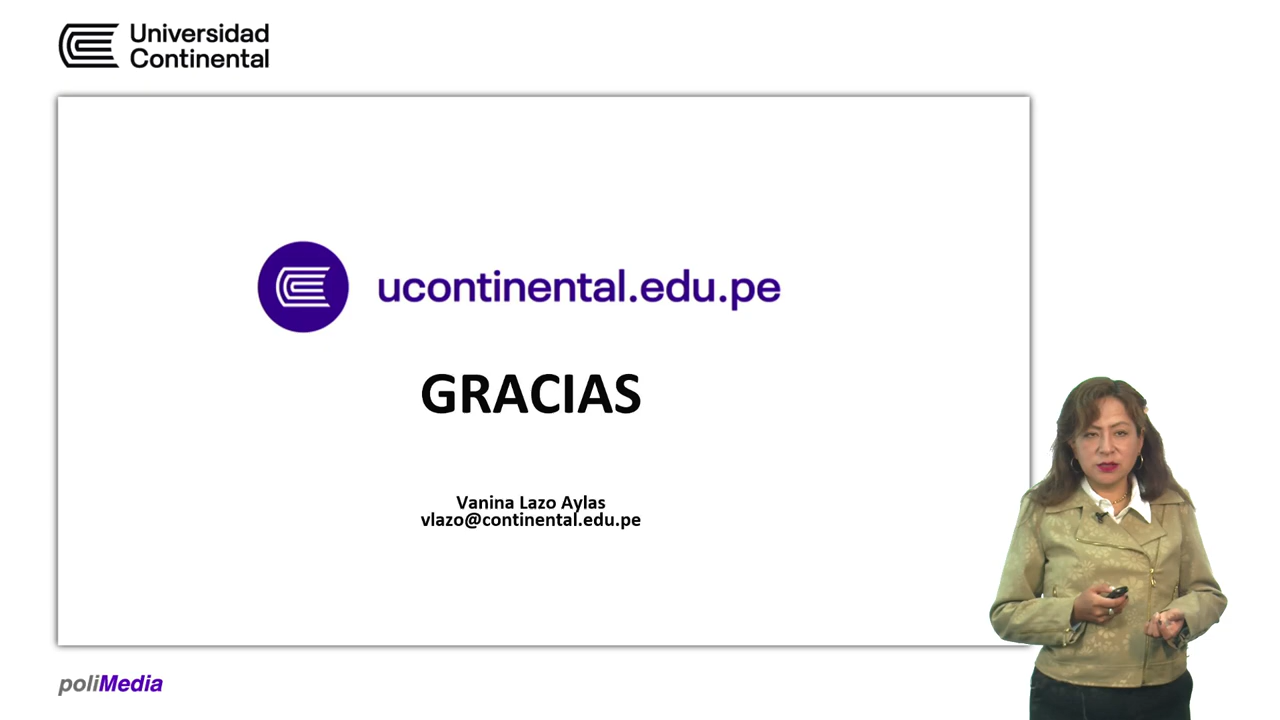 Universidad
Continental
ucontinental.edu.pe
GRACIAS
Vanina Lazo Aylas
vlazo@continental.edu.pe
poliMedia